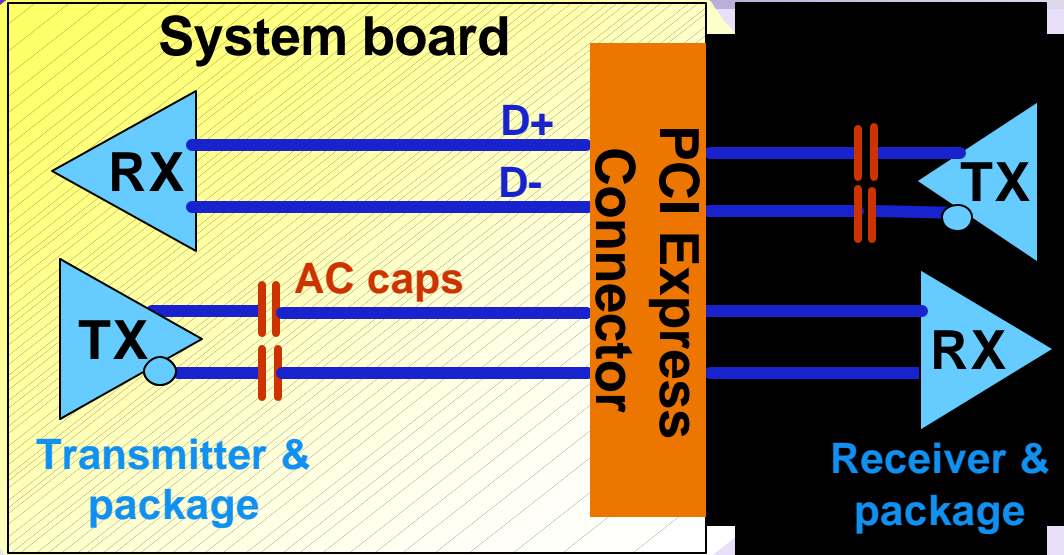 System board
D+
RX
D-
TX
AC caps
TX
RX
PCI Express
Connector
Transmitter &
package
Receiver &
package